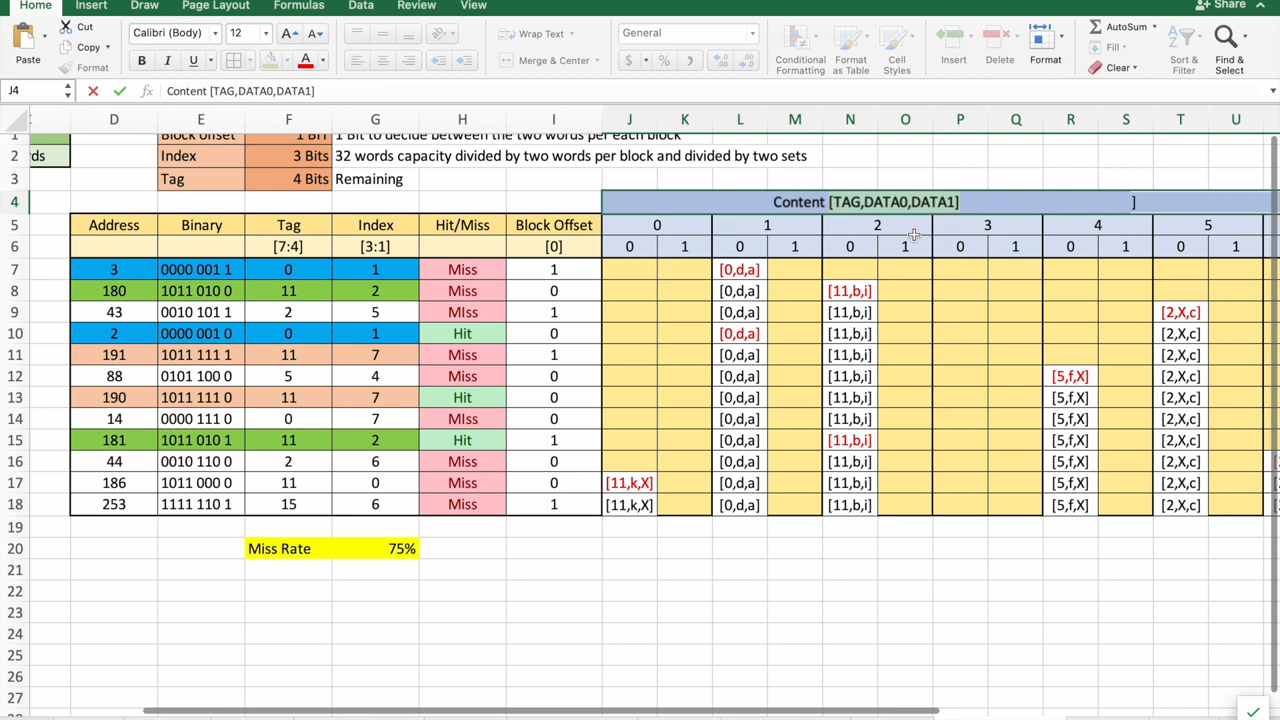 Home Insert Draw Page Layout Formulas Data Review View Share
Cut Calibri (Body) 12 A A Wrap Text General AutoSum
Copy Fill
Paste Format B I U A Merge & Center $ % Conditional Formatting Format as Table Cell Styles Insert Delete Format Clear Sort & Filter Find & Select
J4 fx Content [TAG,DATA0,DATA1]
D E F G H I J K L M N O P Q R S T U
1 Block offset 1 Bit 1 Bit to decide between the two words per each block
rds 2 Index 3 Bits 32 words capacity divided by two words per block and divided by two sets
3 Tag 4 Bits Remaining
4 Content [TAG,DATA0,DATA1] ]
5 Address Binary Tag Index Hit/Miss Block Offset 0 1 2 3 4 5
6 [7:4] [3:1] [0] 0 1 0 1 0 1 0 1 0 1 0 1
7 3 0000 001 1 0 1 Miss 1 [0,d,a]
8 180 1011 010 0 11 2 Miss 0 [0,d,a] [11,b,i]
9 43 0010 101 1 2 5 MIss 1 [0,d,a] [11,b,i] [2,X,c]
10 2 0000 001 0 0 1 Hit 0 [0,d,a] [11,b,i] [2,X,c]
11 191 1011 111 1 11 7 Miss 1 [0,d,a] [11,b,i] [2,X,c]
12 88 0101 100 0 5 4 Miss 0 [0,d,a] [11,b,i] [5,f,X] [2,X,c]
13 190 1011 111 0 11 7 Hit 0 [0,d,a] [11,b,i] [5,f,X] [2,X,c]
14 14 0000 111 0 0 7 MIss 0 [0,d,a] [11,b,i] [5,f,X] [2,X,c]
15 181 1011 010 1 11 2 Hit 1 [0,d,a] [11,b,i] [5,f,X] [2,X,c]
16 44 0010 110 0 2 6 Miss 0 [0,d,a] [11,b,i] [5,f,X] [2,X,c]
17 186 1011 000 0 11 0 Miss 0 [11,k,X] [0,d,a] [11,b,i] [5,f,X] [2,X,c]
18 253 1111 110 1 15 6 Miss 1 [11,k,X] [0,d,a] [11,b,i] [5,f,X] [2,X,c]
19
20 Miss Rate 75%
21
22
23
24
25
26
27